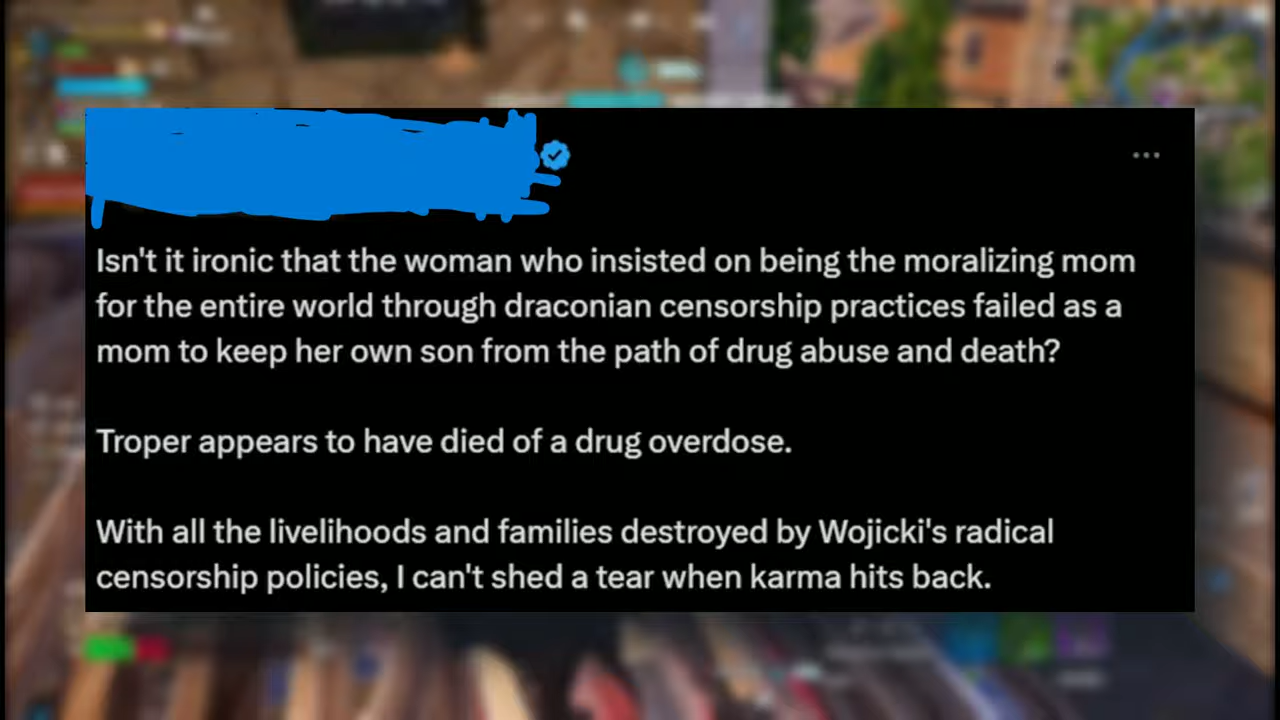 Isn't it ironic that the woman who insisted on being the moralizing mom
for the entire world through draconian censorship practices failed as a
mom to keep her own son from the path of drug abuse and death?
Troper appears to have died of a drug overdose.
With all the livelihoods and families destroyed by Wojicki's radical
censorship policies, I can't shed a tear when karma hits back.